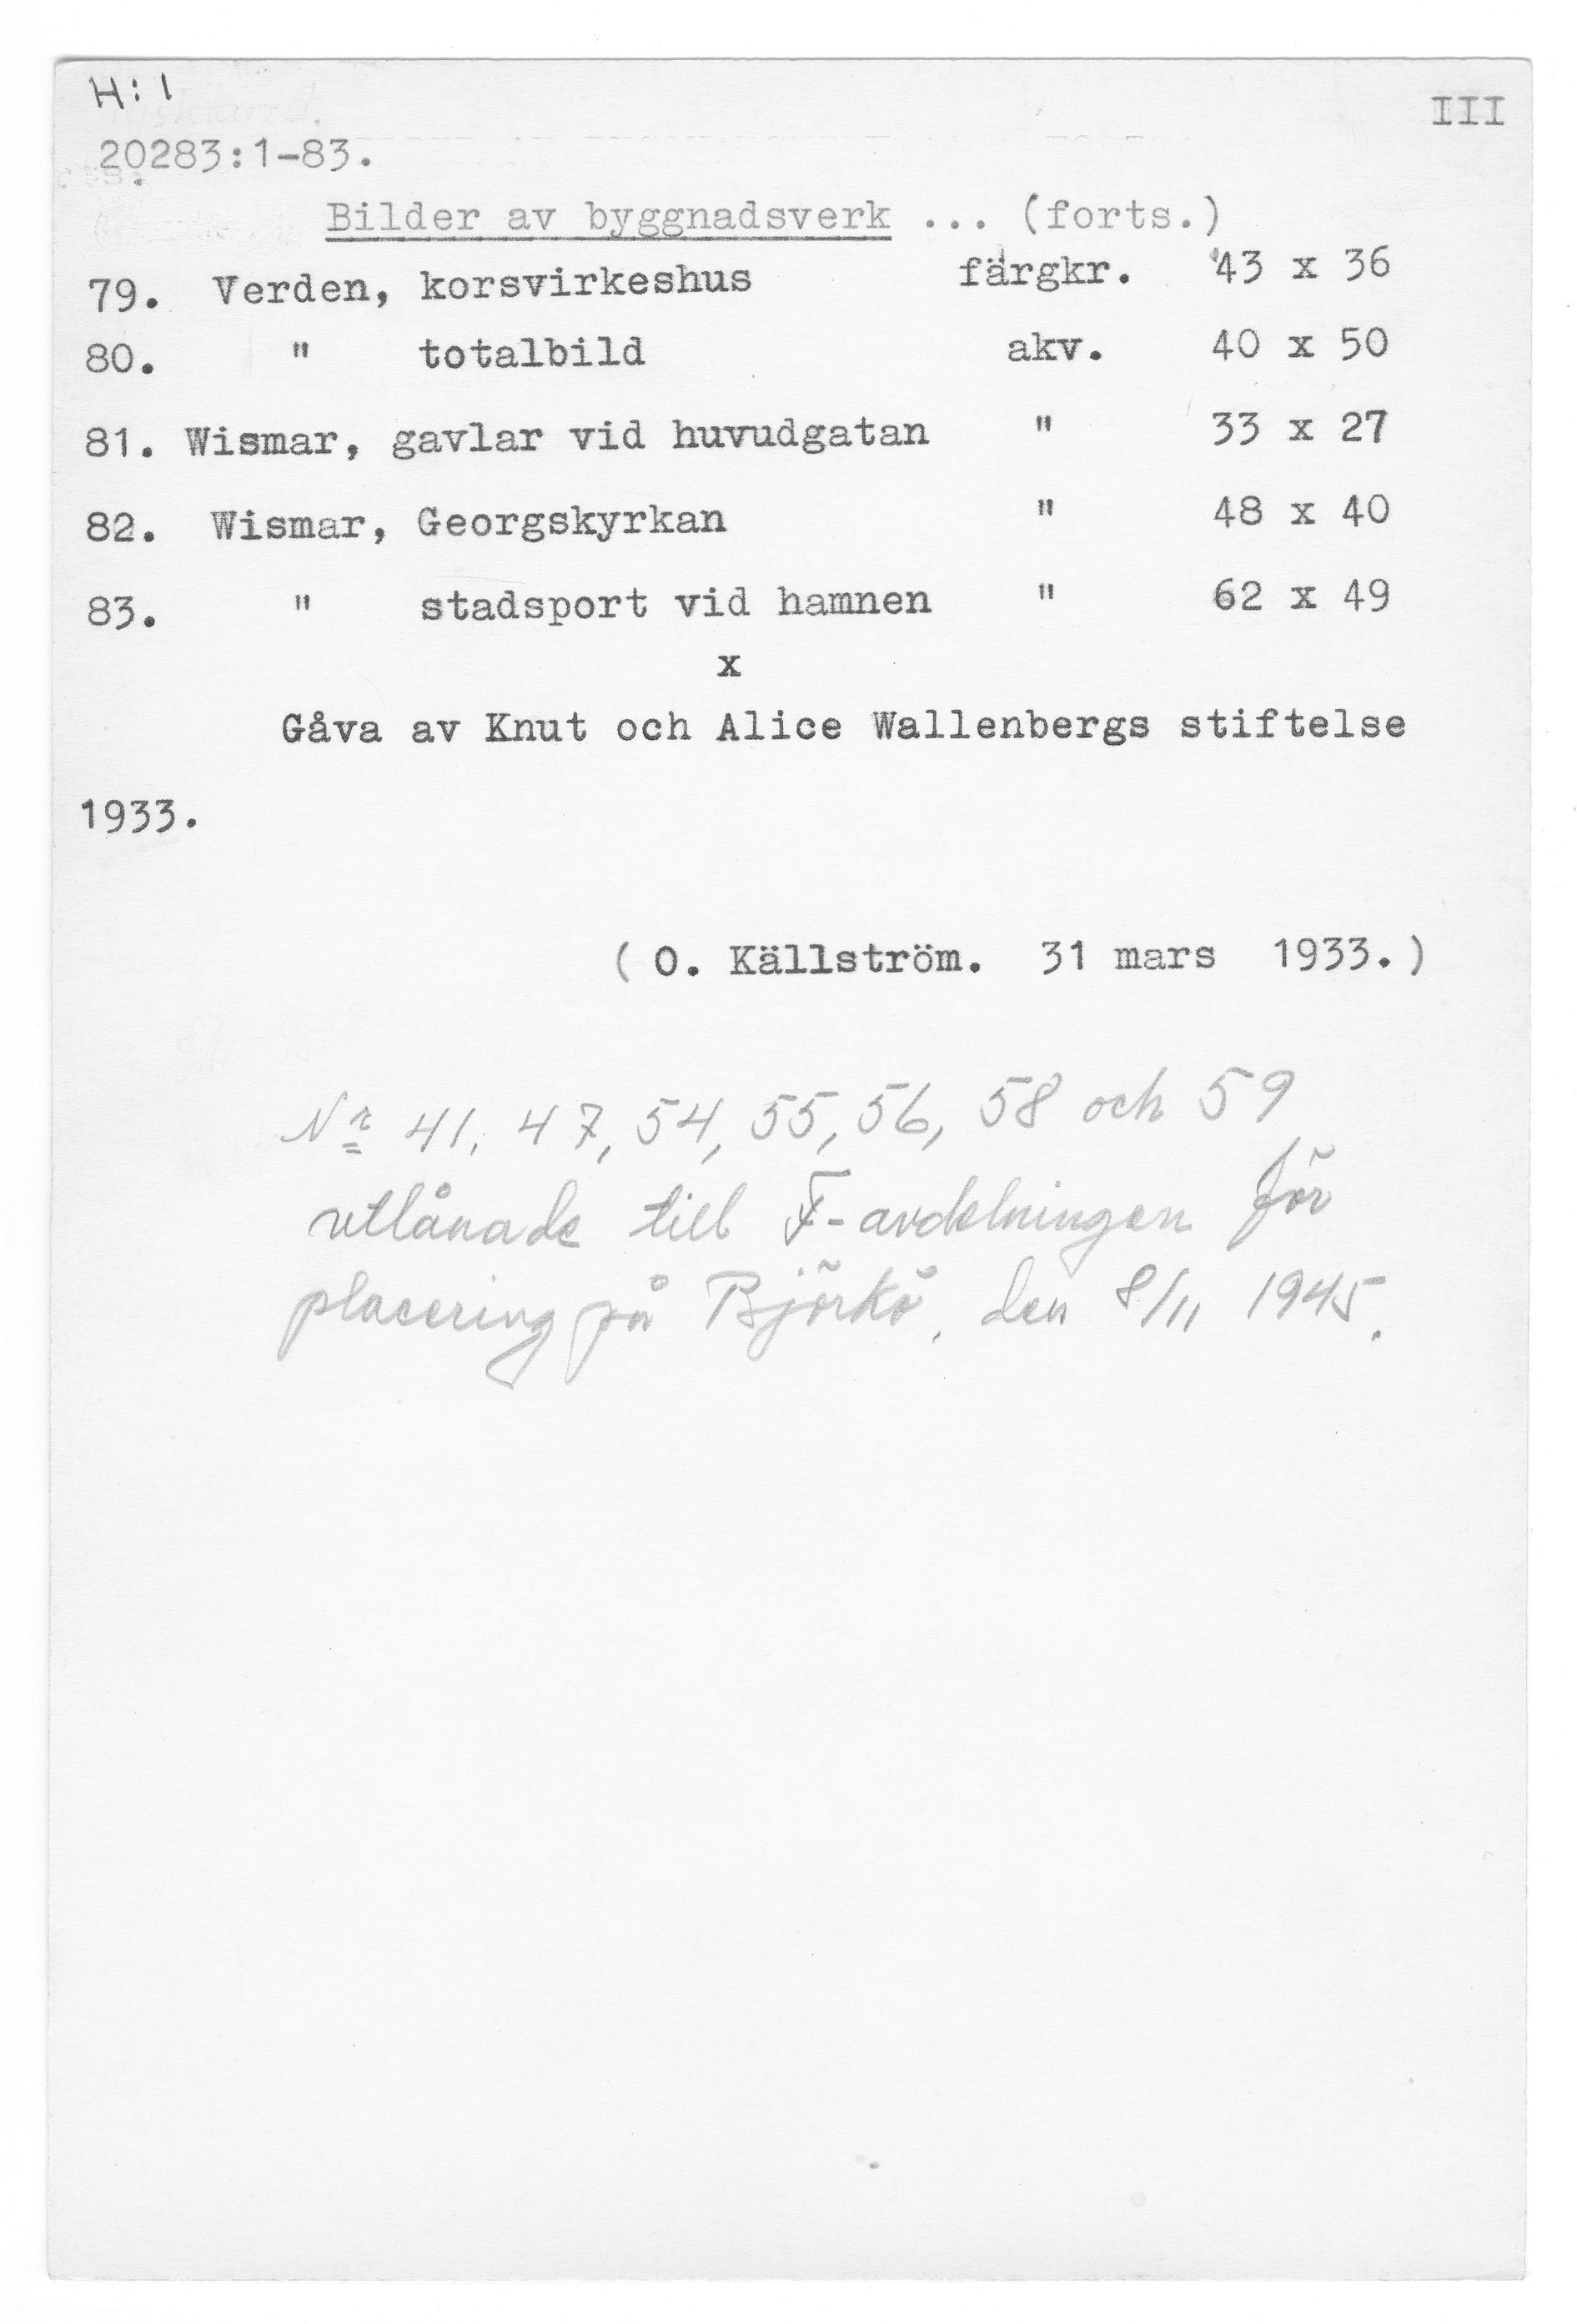 H: 1
III
20283:1-83.
Bilder av byggnadsverk ... (forts.)
79. Verden, korsvirkeshus färgkr. 43 x 36
80. " totalbild akv. 40 x 50
81. Wismar, gavlar vid huvudgatan " 33 x 27
82. Wismar, Georgskyrkan " 48 x 40
83. " stadsport vid hamnen " 62 x 49
x
Gåva av Knut och Alice Wallenbergs stiftelse
1933.
( O. Källström. 31 mars 1933.)
Nr 41, 47, 54, 55, 56, 58 och 59
utlånade till F-avdelningen för
placering på Björkö, den 8/11 1945.